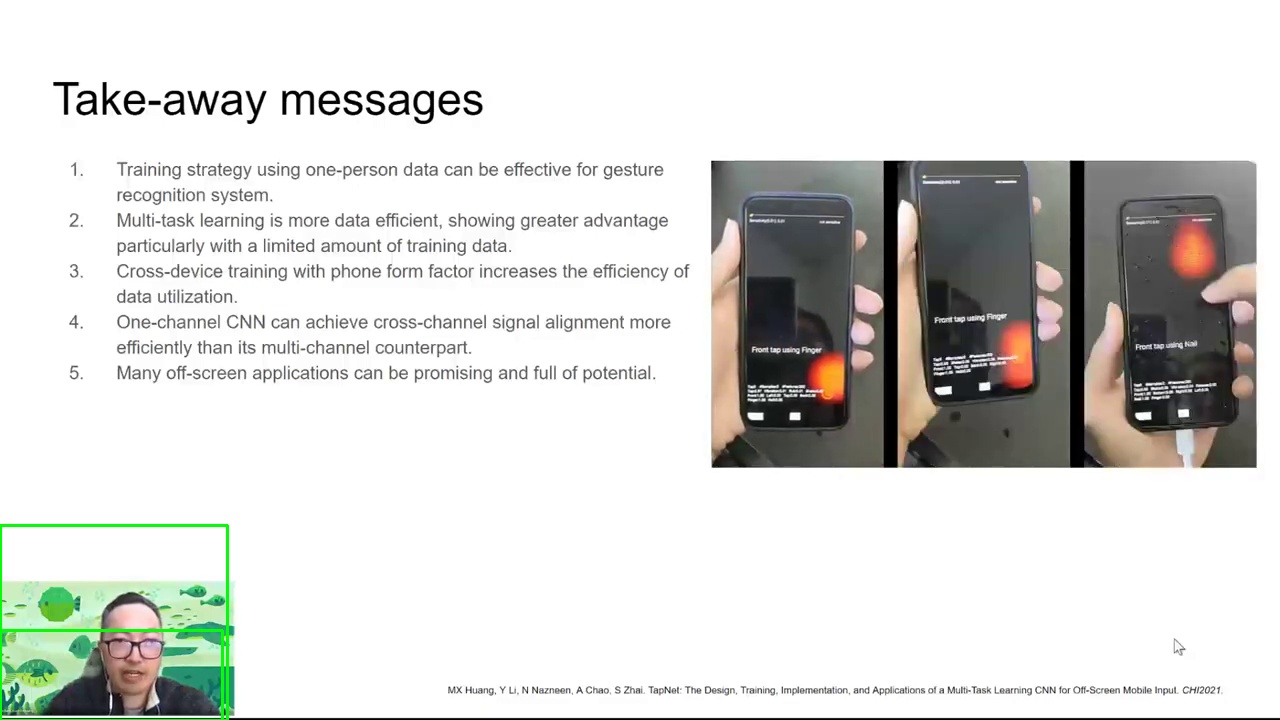 Take-away messages
1. Training strategy using one-person data can be effective for gesture
recognition system.
2. Multi-task learning is more data efficient, showing greater advantage
particularly with a limited amount of training data.
3. Cross-device training with phone form factor increases the efficiency of
data utilization.
4. One-channel CNN can achieve cross-channel signal alignment more
efficiently than its multi-channel counterpart.
5. Many off-screen applications can be promising and full of potential.
Front tap using Finger
Front tap using Finger
Front tap using Nail
MX Huang, Y Li, N Nazneen, A Chao, S Zhai. TapNet: The Design, Training, Implementation, and Applications of a Multi-Task Learning CNN for Off-Screen Mobile Input. CHI2021.